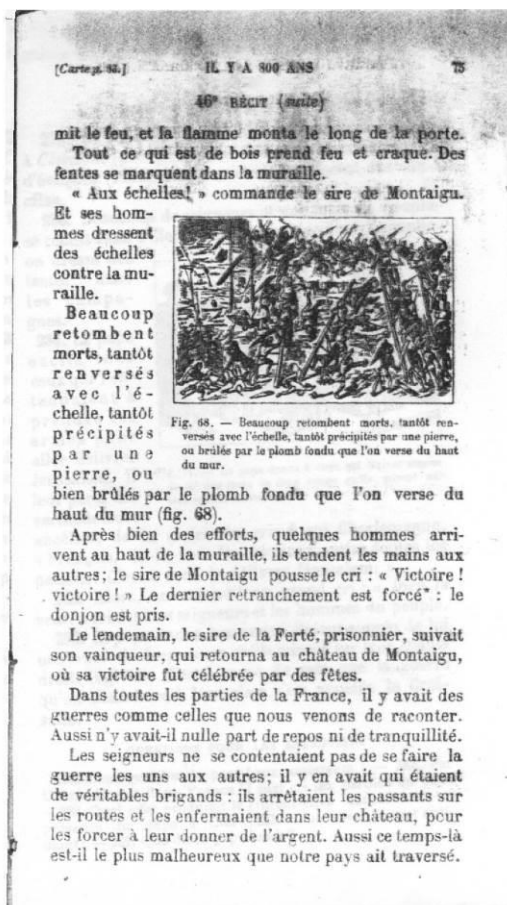 [Carte p. 83.] IL Y A 800 ANS 75
46e RÉCIT (suite)
mit le feu, et la flamme monta le long de la porte.
Tout ce qui est de bois prend feu et craque. Des
fentes se marquent dans la muraille.
« Aux échelles! » commande le sire de Montaigu.
Et ses hom-
mes dressent
des échelles
contre la mu-
raille.
Beaucoup
retombent
morts, tantôt
renversés
avec l'é-
chelle, tantôt
précipités
par une
pierre, ou
Fig. 68. — Beaucoup retombent morts, tantôt ren-
versés avec l'échelle, tantôt précipités par une pierre,
ou brûlés par le plomb fondu que l'on verse du haut
du mur.
bien brûlés par le plomb fondu que l'on verse du
haut du mur (fig. 68).
Après bien des efforts, quelques hommes arri-
vent au haut de la muraille, ils tendent les mains aux
autres; le sire de Montaigu pousse le cri : « Victoire !
victoire ! » Le dernier retranchement est forcé* : le
donjon est pris.
Le lendemain, le sire de la Ferté, prisonnier, suivait
son vainqueur, qui retourna au château de Montaigu,
où sa victoire fut célébrée par des fêtes.
Dans toutes les parties de la France, il y avait des
guerres comme celles que nous venons de raconter.
Aussi n'y avait-il nulle part de repos ni de tranquillité.
Les seigneurs ne se contentaient pas de se faire la
guerre les uns aux autres; il y en avait qui étaient
de véritables brigands : ils arrêtaient les passants sur
les routes et les enfermaient dans leur château, pour
les forcer à leur donner de l'argent. Aussi ce temps-là
est-il le plus malheureux que notre pays ait traversé.